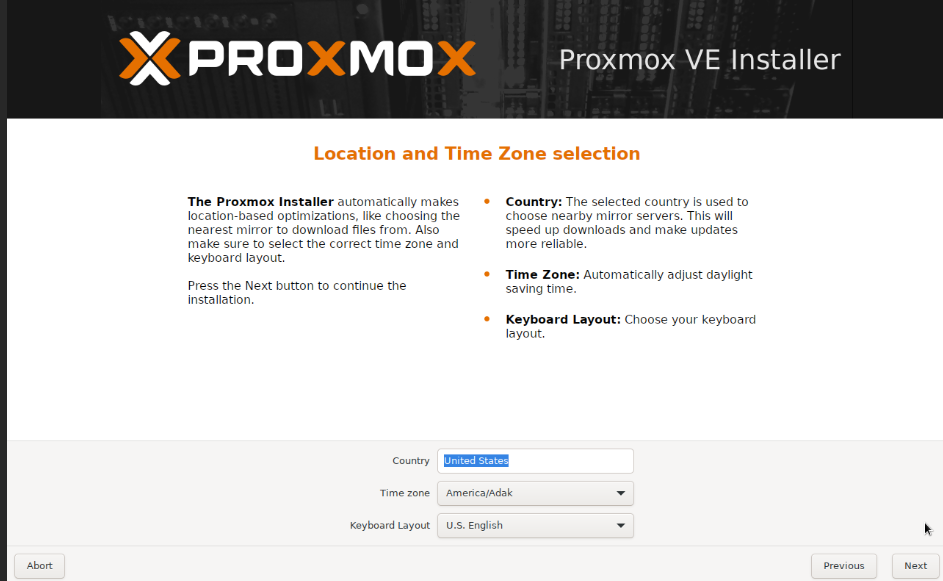 PROXMOX
Proxmox VE Installer
Location and Time Zone selection
The Proxmox Installer automatically makes
location-based optimizations, like choosing the
nearest mirror to download files from. Also
make sure to select the correct time zone and
keyboard layout.
Press the Next button to continue the
installation.
Country: The selected country is used to
choose nearby mirror servers. This will
speed up downloads and make updates
more reliable.
Time Zone: Automatically adjust daylight
saving time.
Keyboard Layout: Choose your keyboard
layout.
Country United States
Time zone America/Adak
Keyboard Layout U.S. English
Abort Previous Next